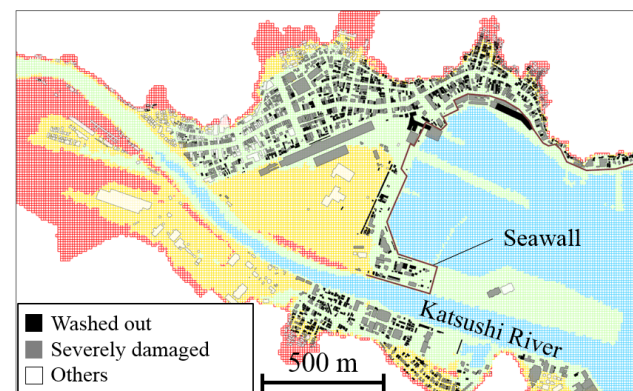 Seawall
Katsushi River
Washed out
Severely damaged
Others
500 m